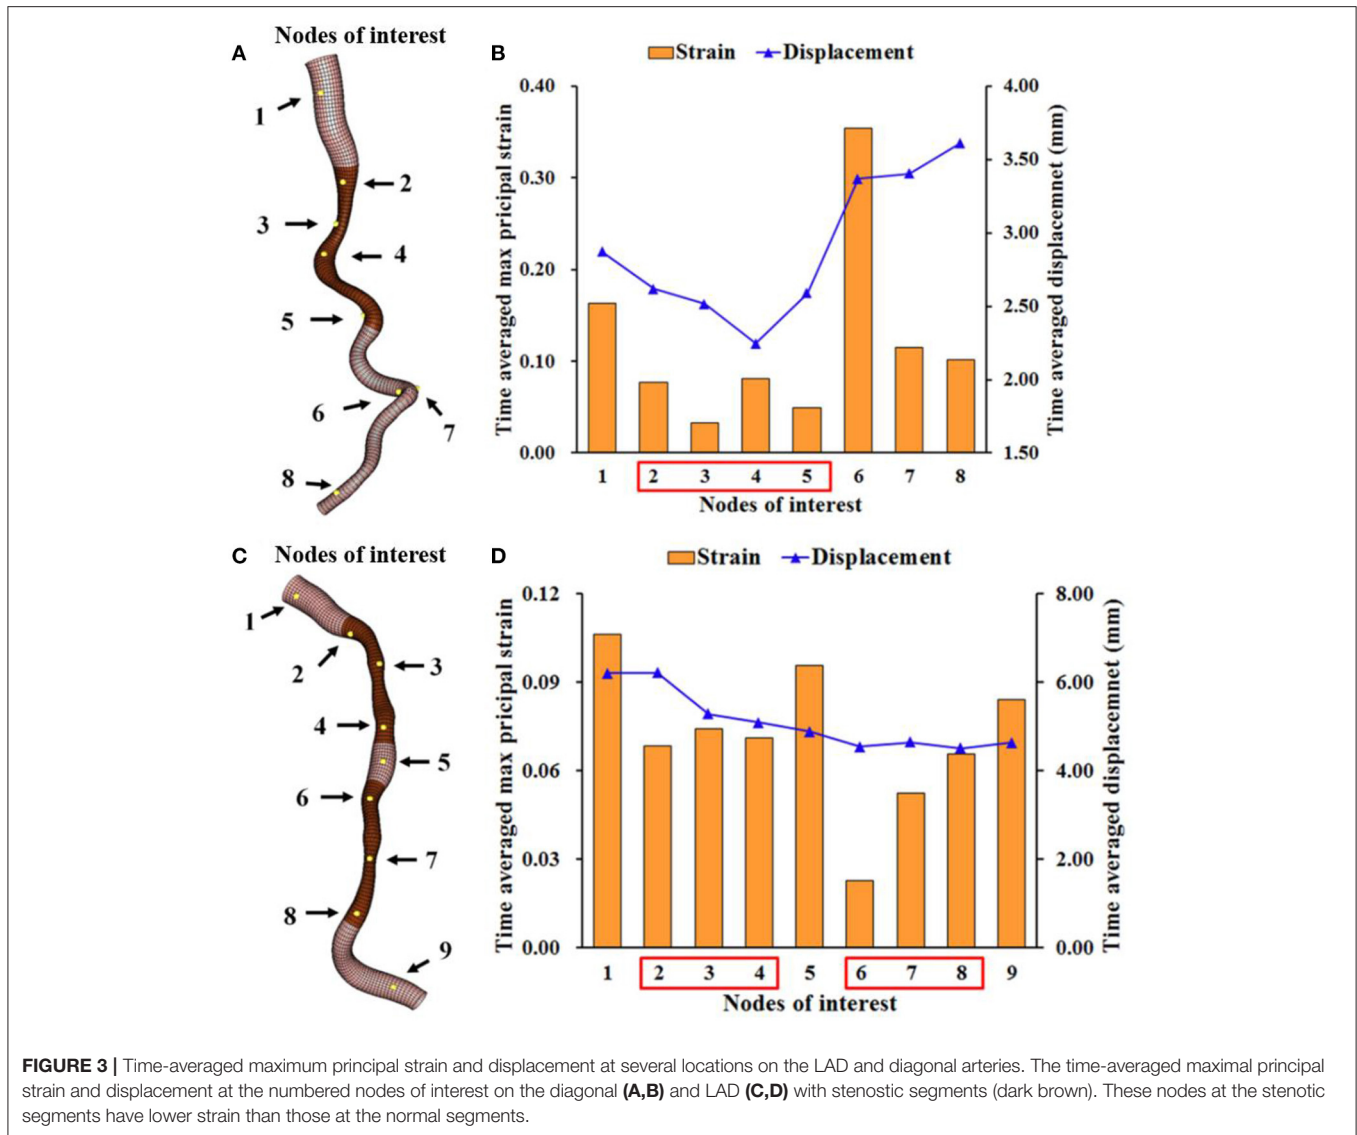 A
Nodes of interest
1
2
3
4
5
6
7
8
B
Strain
Displacement
Time averaged max pricipal strain
0.40
0.30
0.20
0.10
0.00
4.00
3.50
3.00
2.50
2.00
1.50
Time averaged displacemnet (mm)
1 2 3 4 5 6 7 8
Nodes of interest
C
Nodes of interest
1
2
3
4
5
6
7
8
9
D
Strain
Displacement
Time averaged max pricipal strain
0.12
0.09
0.06
0.03
0.00
8.00
6.00
4.00
2.00
0.00
Time averaged displacemnet (mm)
1 2 3 4 5 6 7 8 9
Nodes of interest
FIGURE 3 | Time-averaged maximum principal strain and displacement at several locations on the LAD and diagonal arteries. The time-averaged maximal principal
strain and displacement at the numbered nodes of interest on the diagonal (A,B) and LAD (C,D) with stenostic segments (dark brown). These nodes at the stenotic
segments have lower strain than those at the normal segments.